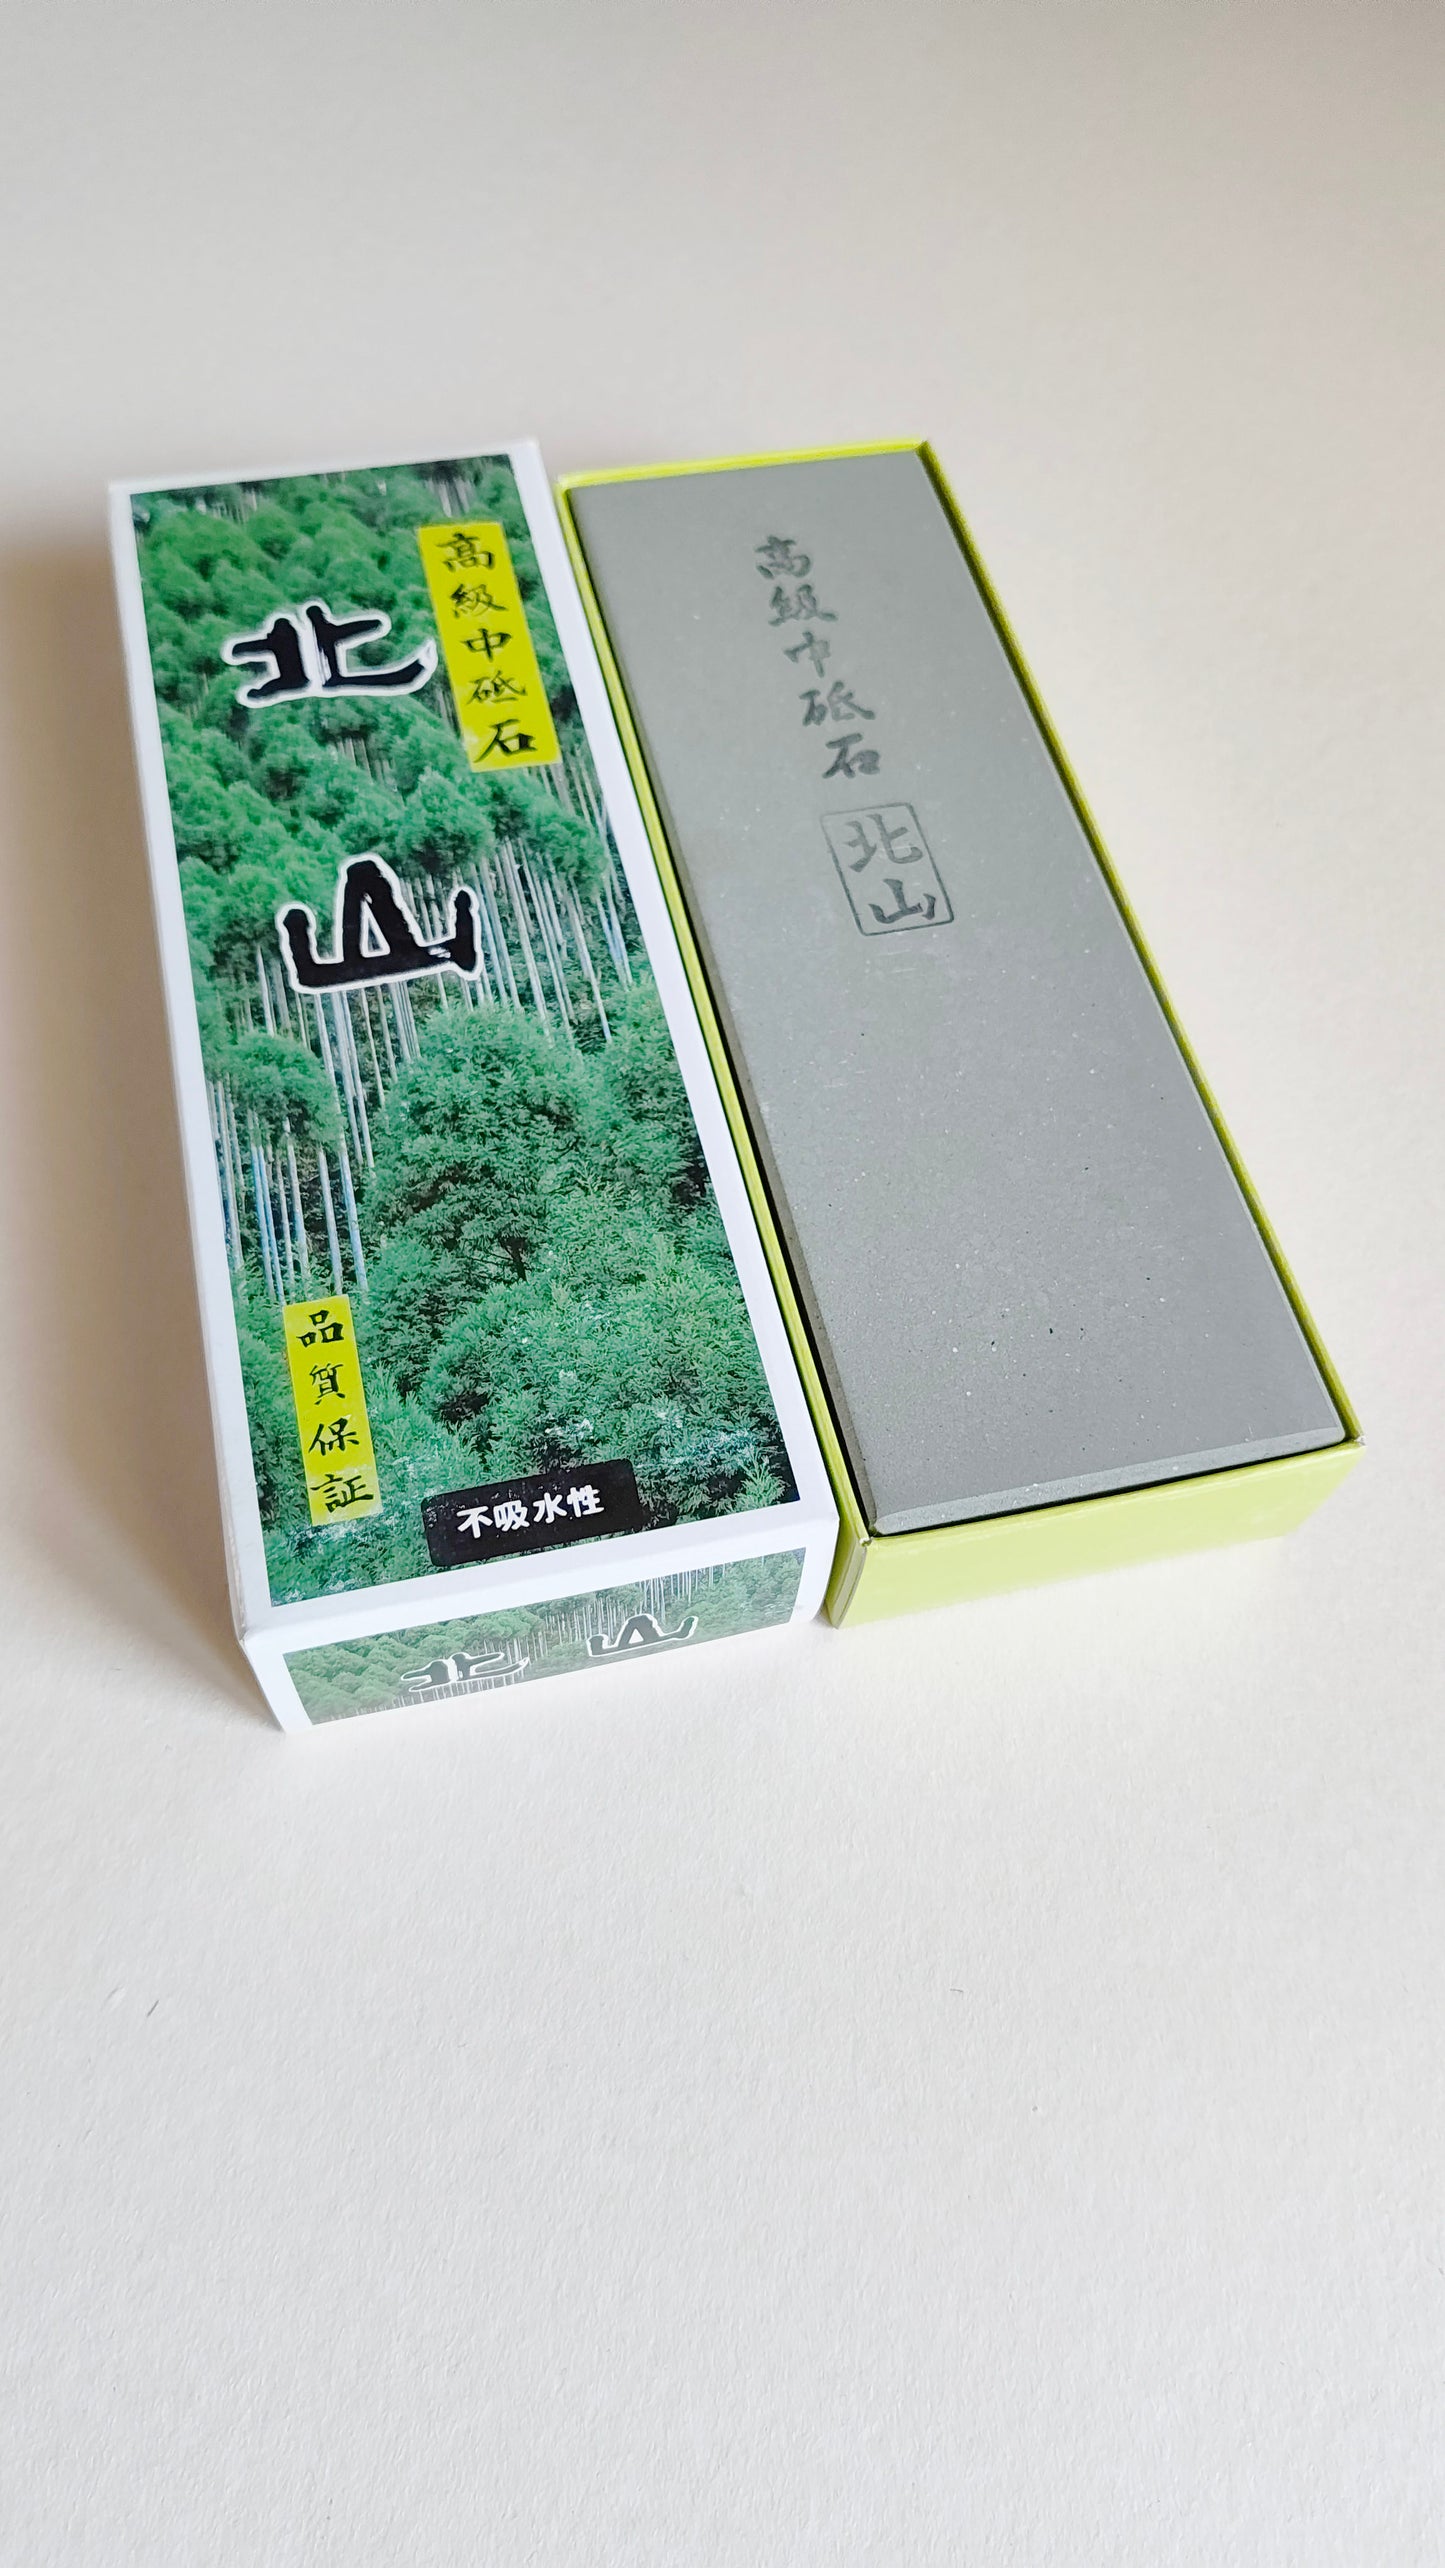 高級中砥石
北山
品質保証
不吸水性
北山
高級中砥石
北山